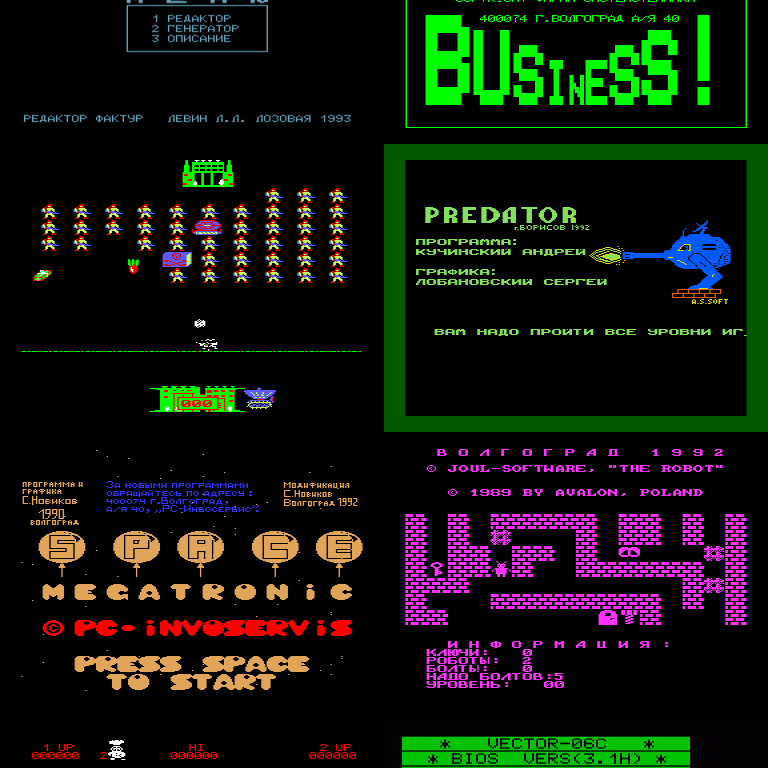 1 РЕДАКТОР
2 ГЕНЕРАТОР
3 ОПИСАНИЕ
РЕДАКТОР ФАКТУР ЛЕВИН Л.Л. ЛОЗОВАЯ 1993
400074 Г.ВОЛГОГРАД А/Я 40
BUSINESS!
000
PREDATOR
г.БОРИСОВ 1992
ПРОГРАММА:
КУЧИНСКИЙ АНДРЕЙ
ГРАФИКА:
ЛОБАНОВСКИЙ СЕРГЕЙ
A.S.SOFT
ВАМ НАДО ПРОЙТИ ВСЕ УРОВНИ ИГ
ПРОГРАММА И
ГРАФИКА
С.Новиков
1990
ВОЛГОГРАД
За новыми программами
обращайтесь по адресу:
400074 г.Волгоград,
а/я 40, „PC-Инвосервис".
Модификация
С.Новиков
Волгоград 1992
SPACE
MEGATRONiC
© PC-iNVOSERViS
PRESS SPACE
TO START
ВОЛГОГРАД 1992
© JOUL-SOFTWARE, "THE ROBOT"
© 1989 BY AVALON, POLAND
ИНФОРМАЦИЯ:
КЛЮЧИ: 0
РОБОТЫ: 2
БОЛТЫ: 0
НАДО БОЛТОВ:5
УРОВЕНЬ: 00
1 UP HI 2 UP
000000 2 000000 000000
* VECTOR-06C *
* BIOS VERS(3.1H) *